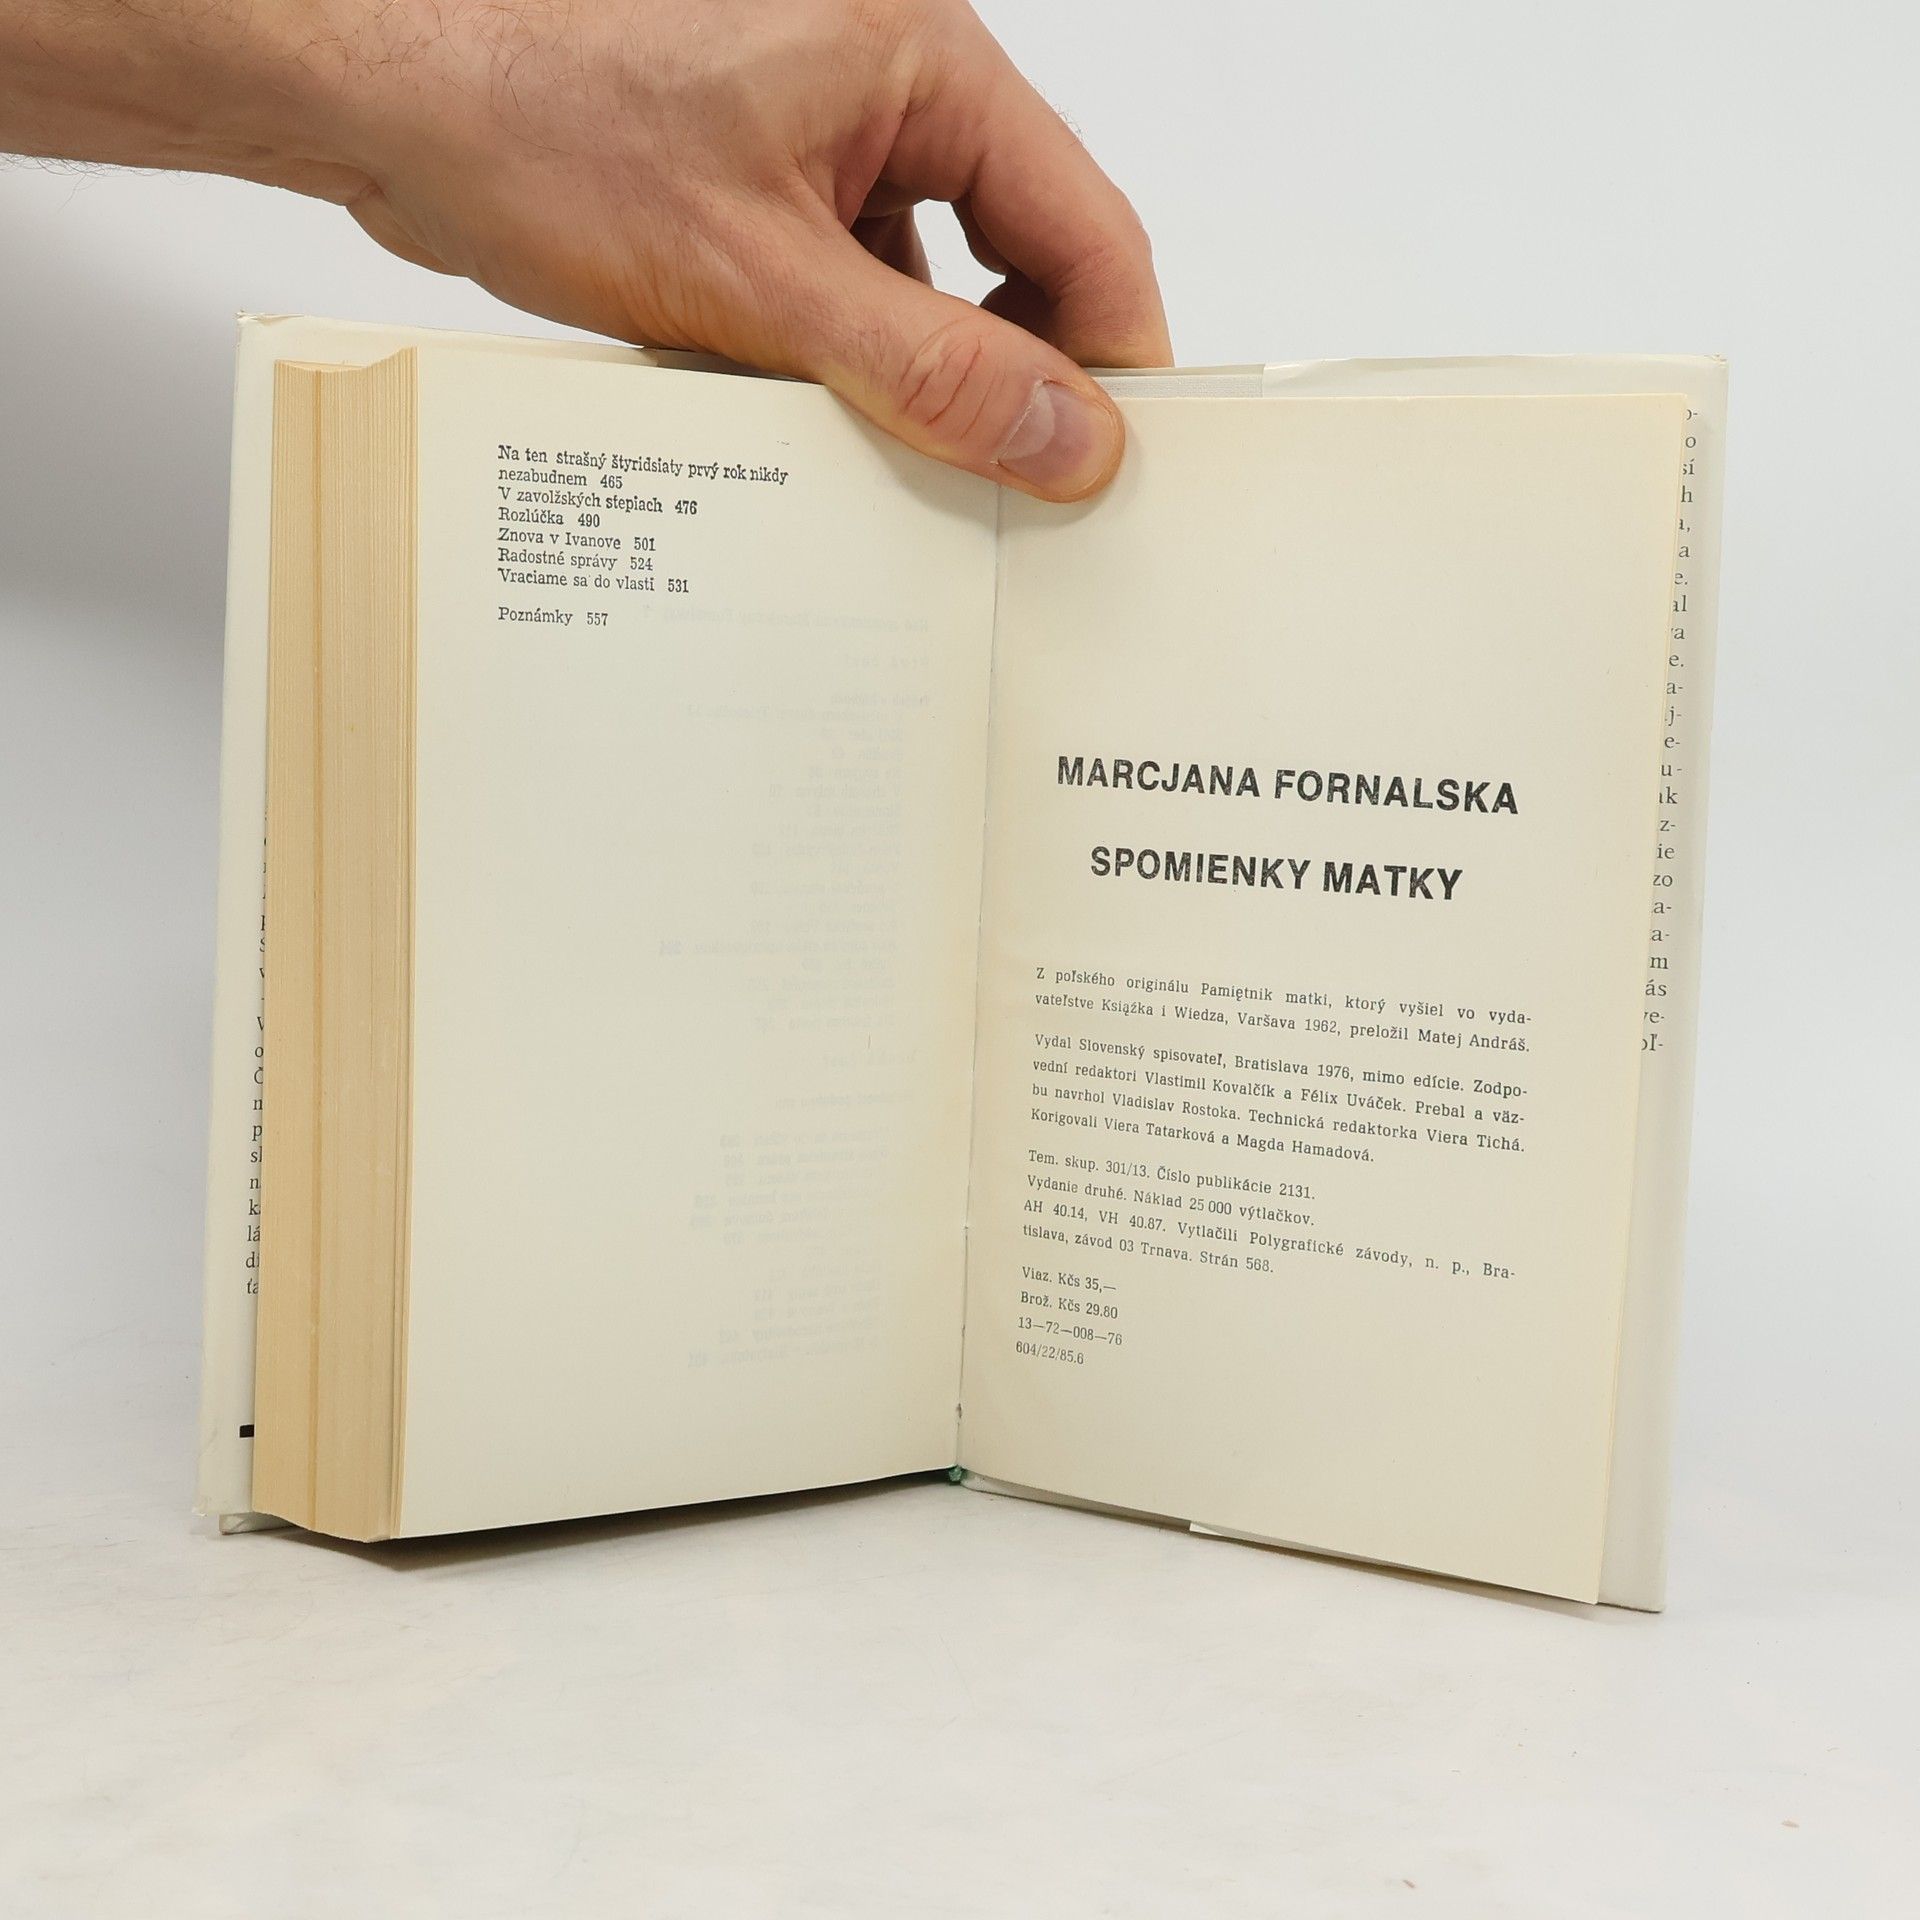 Na ten strašný štyridsiaty prvý rok nikdy
nezabudnem 465
V zavolžských stepiach 476
Rozlúčka 490
Znova v Ivanove 501
Radostné správy 524
Vraciame sa do vlasti 531
Poznámky 557
MARCJANA FORNALSKA
SPOMIENKY MATKY
Z poľského originálu Pamiętnik matki, ktorý vyšiel vo vyda-
vateľstve Książka i Wiedza, Varšava 1962, preložil Matej Andráš.
Vydal Slovenský spisovateľ, Bratislava 1976, mimo edície. Zodpo-
vední redaktori Vlastimil Kovalčík a Félix Uváček. Prebal a väz-
bu navrhol Vladislav Rostoka. Technická redaktorka Viera Tichá.
Korigovali Viera Tatarková a Magda Hamadová.
Tem. skup. 301/13. Číslo publikácie 2131.
Vydanie druhé. Náklad 25 000 výtlačkov.
AH 40.14, VH 40.87. Vytlačili Polygrafické závody, n. p., Bra-
tislava, závod 03 Trnava. Strán 568.
Viaz. Kčs 35,—
Brož. Kčs 29.80
13—72—008—76
604/22/85.6